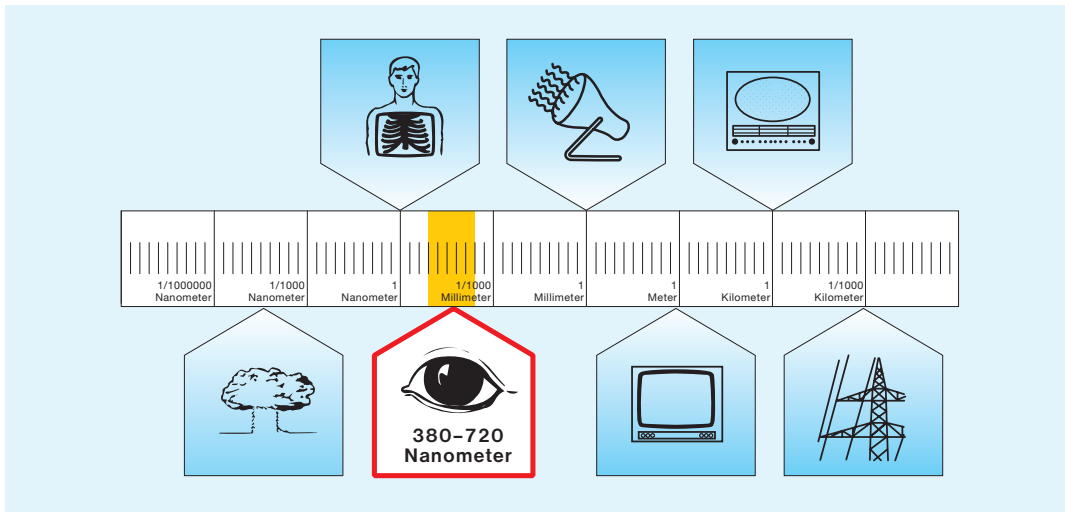 1/1000000
Nanometer
1/1000
Nanometer
1
Nanometer
1/1000
Millimeter
1
Millimeter
1
Meter
1
Kilometer
1/1000
Kilometer
380–720
Nanometer